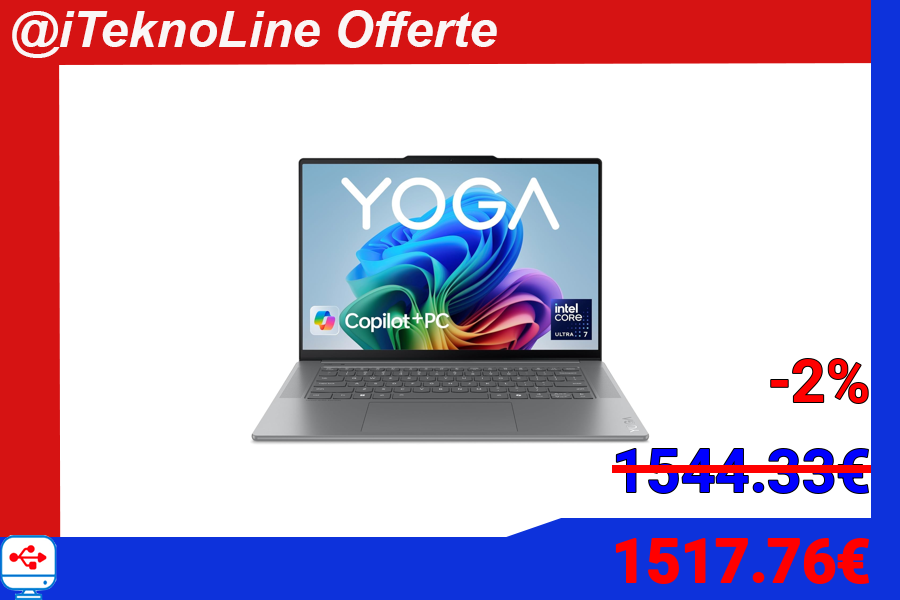 @iTeknoLine Offerte
YOGA
Copilot+PC
intel
CORE
ULTRA 7
-2%
1544.33€
1517.76€